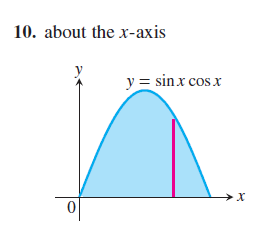 10. about the x-axis
y
y = sin x cos x
x
0